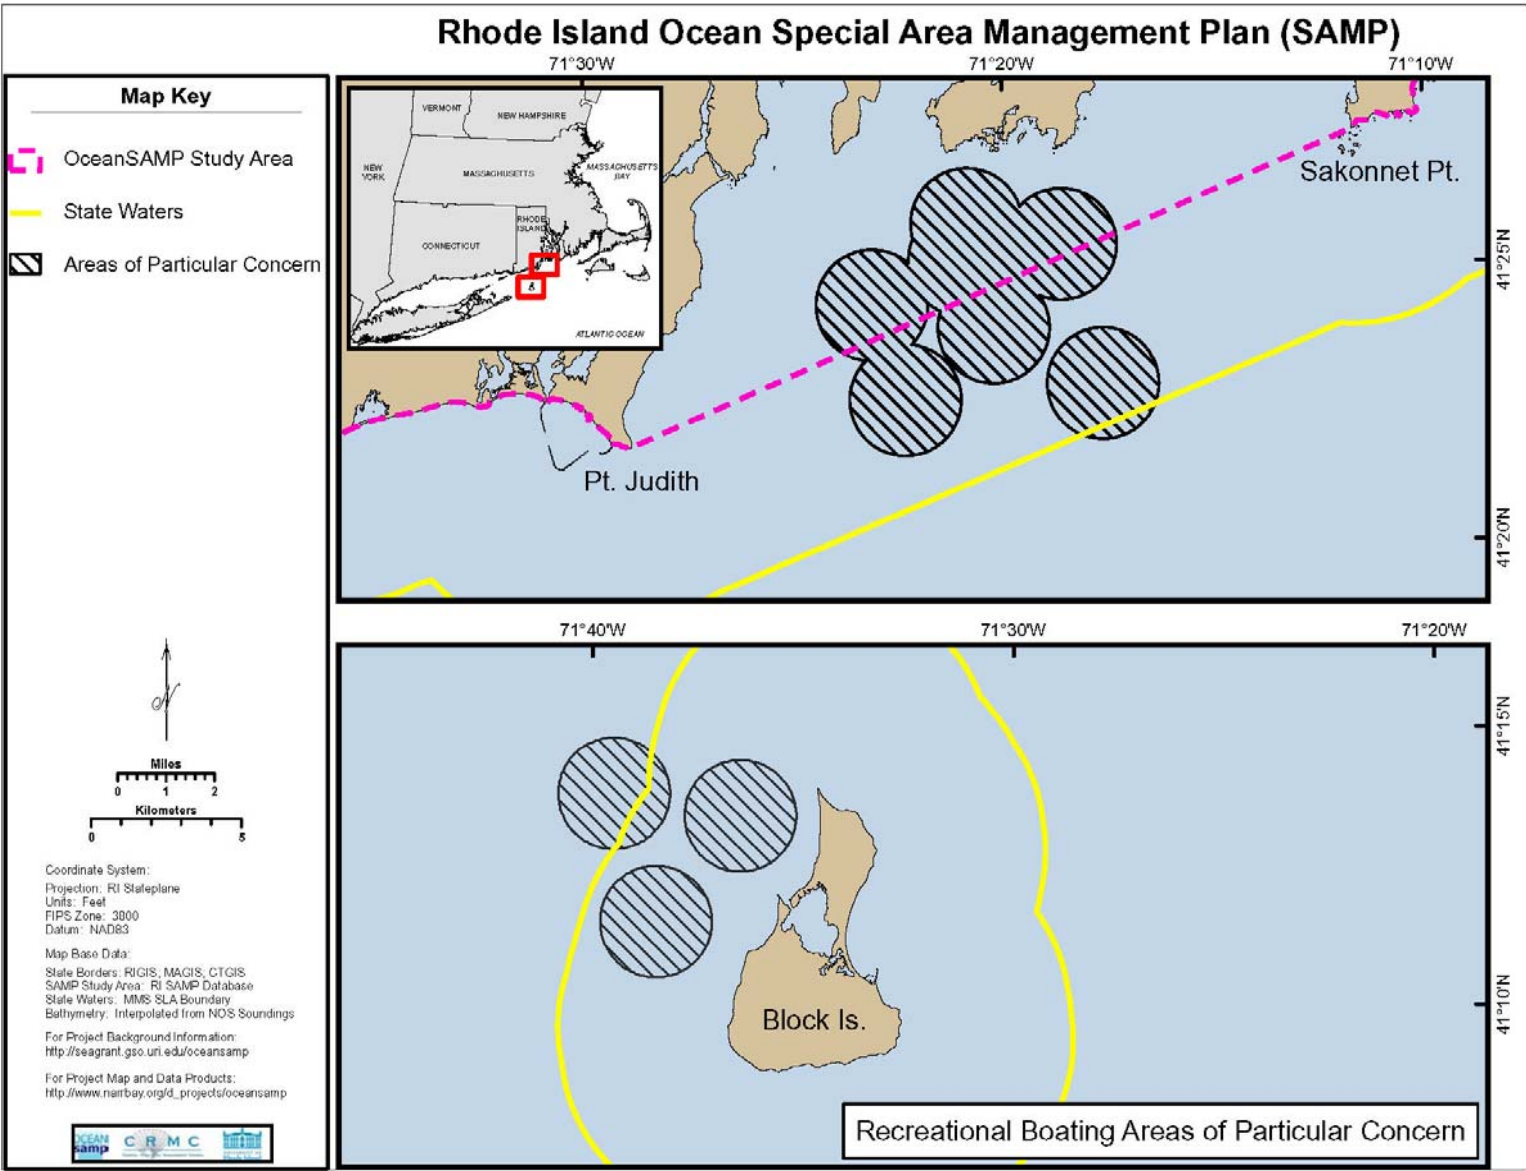 Rhode Island Ocean Special Area Management Plan (SAMP)
Map Key
OceanSAMP Study Area
State Waters
Areas of Particular Concern
Miles
0 1 2
Kilometers
0 5
Coordinate System:
Projection: RI Stateplane
Units: Feet
FIPS Zone: 3800
Datum: NAD83
Map Base Data:
State Borders: RIGIS, MAGIS, CTGIS
SAMP Study Area: RI SAMP Database
State Waters: MMS SLA Boundary
Bathymetry: Interpolated from NOS Soundings
For Project Background Information:
http://seagrant.gso.uri.edu/oceansamp
For Project Map and Data Products:
http://www.narrbay.org/d_projects/oceansamp
OCEAN
samp
C R M C
71°30'W 71°20'W 71°10'W
VERMONT
NEW HAMPSHIRE
NEW
YORK
MASSACHUSETTS
MASSACHUSETTS
BAY
CONNECTICUT
RHODE
ISLAND
ATLANTIC OCEAN
Sakonnet Pt.
41°25'N
Pt. Judith
41°20'N
71°40'W 71°30'W 71°20'W
41°15'N
41°10'N
Block Is.
Recreational Boating Areas of Particular Concern